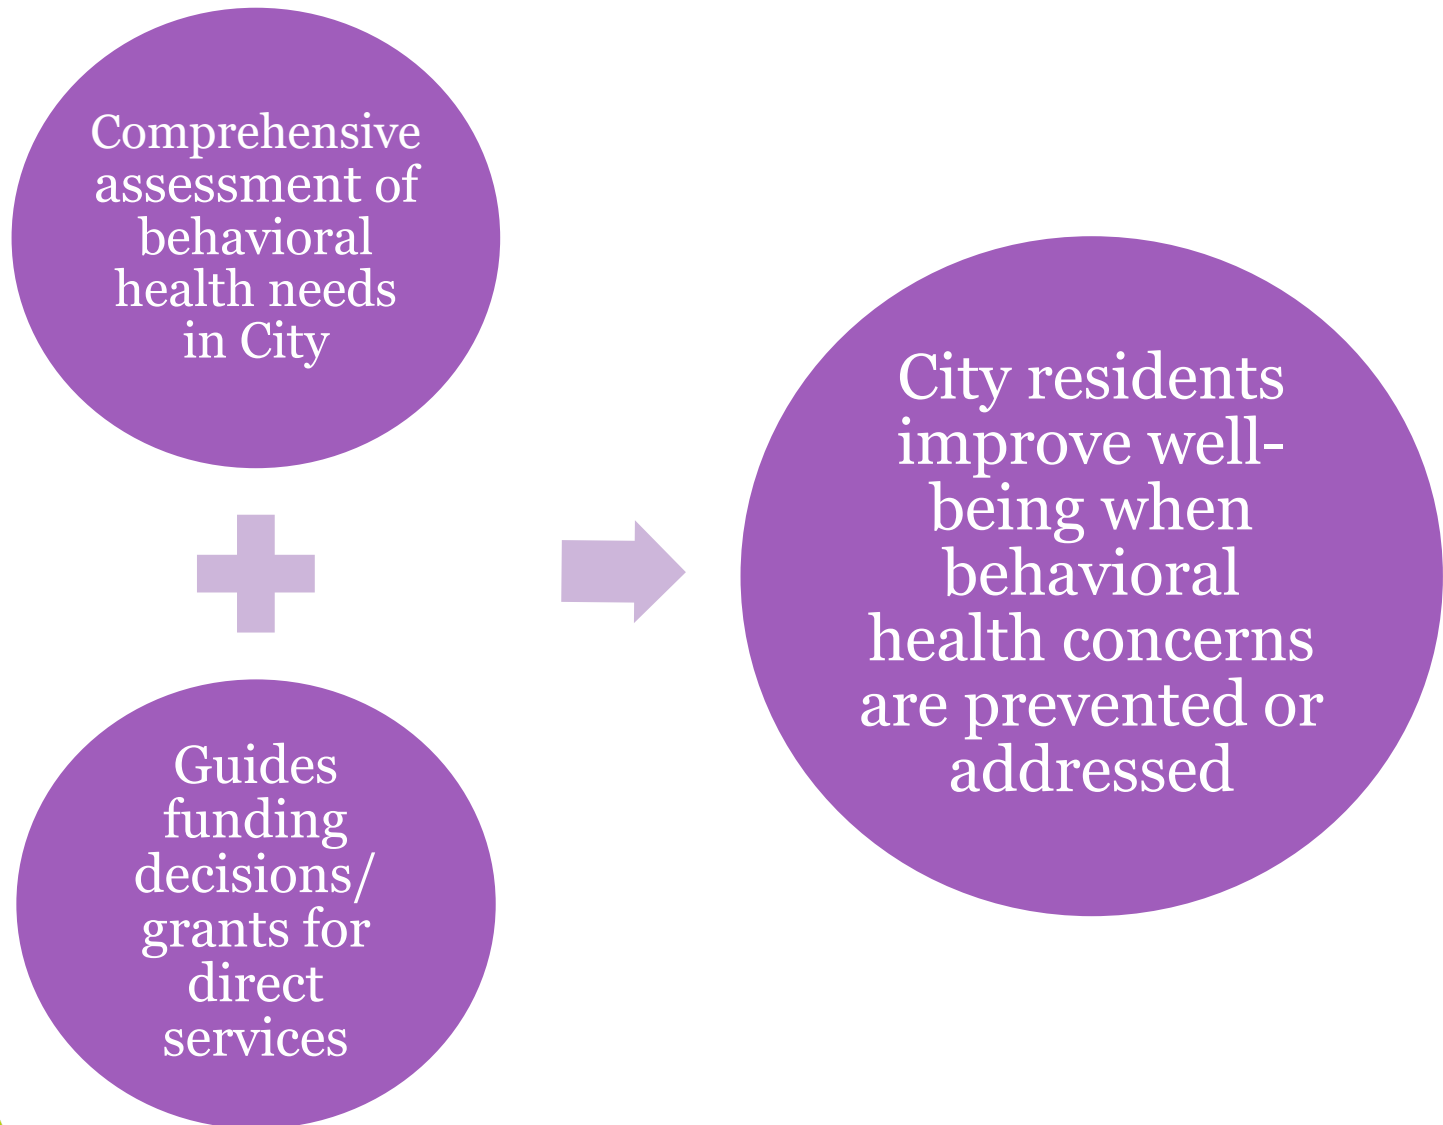 Comprehensive
assessment of
behavioral
health needs
in City
Guides
funding
decisions/
grants for
direct
services
City residents
improve well-
being when
behavioral
health concerns
are prevented or
addressed